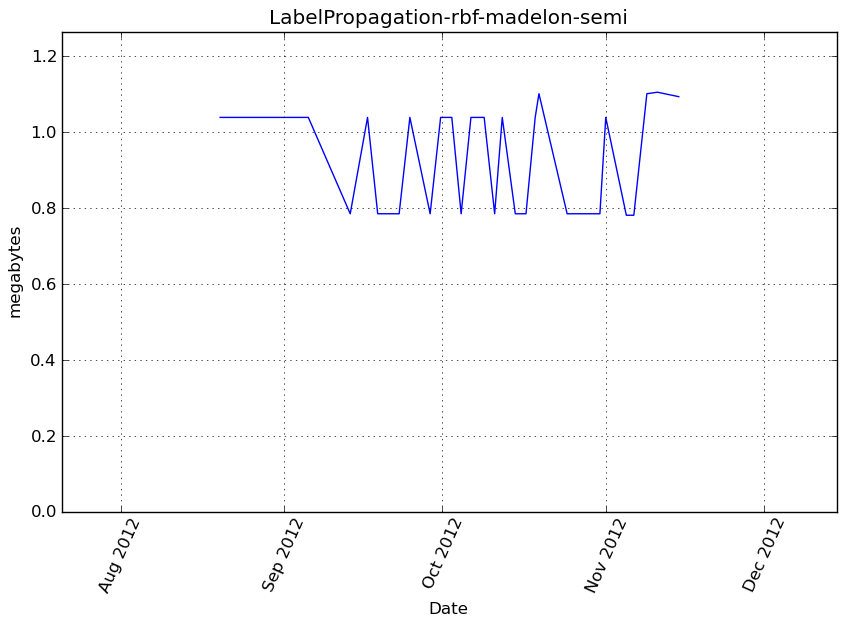 LabelPropagation-rbf-madelon-semi
1.2
1.0
0.8
0.6
0.4
0.2
0.0
megabytes
Aug 2012
Sep 2012
Oct 2012
Nov 2012
Dec 2012
Date